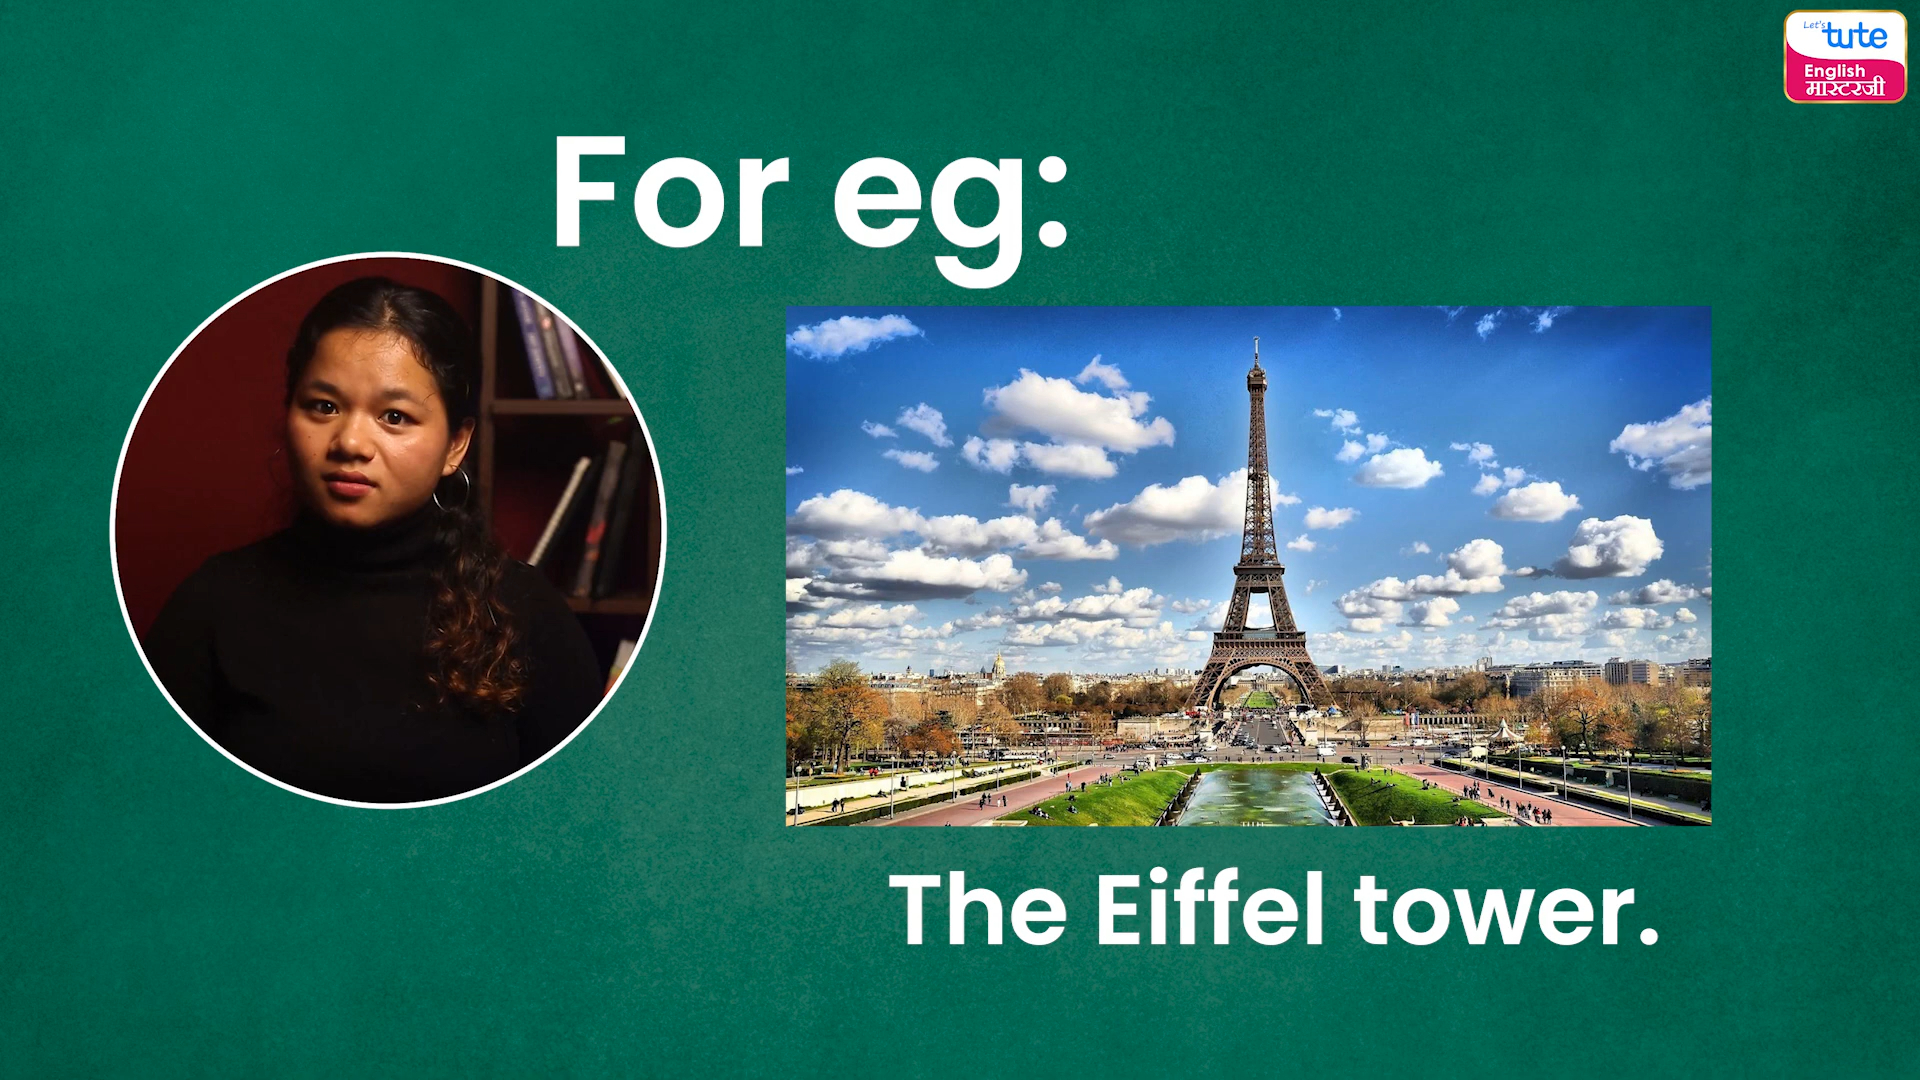 Let's
tute
English
मास्टरजी
For eg:
The Eiffel tower.